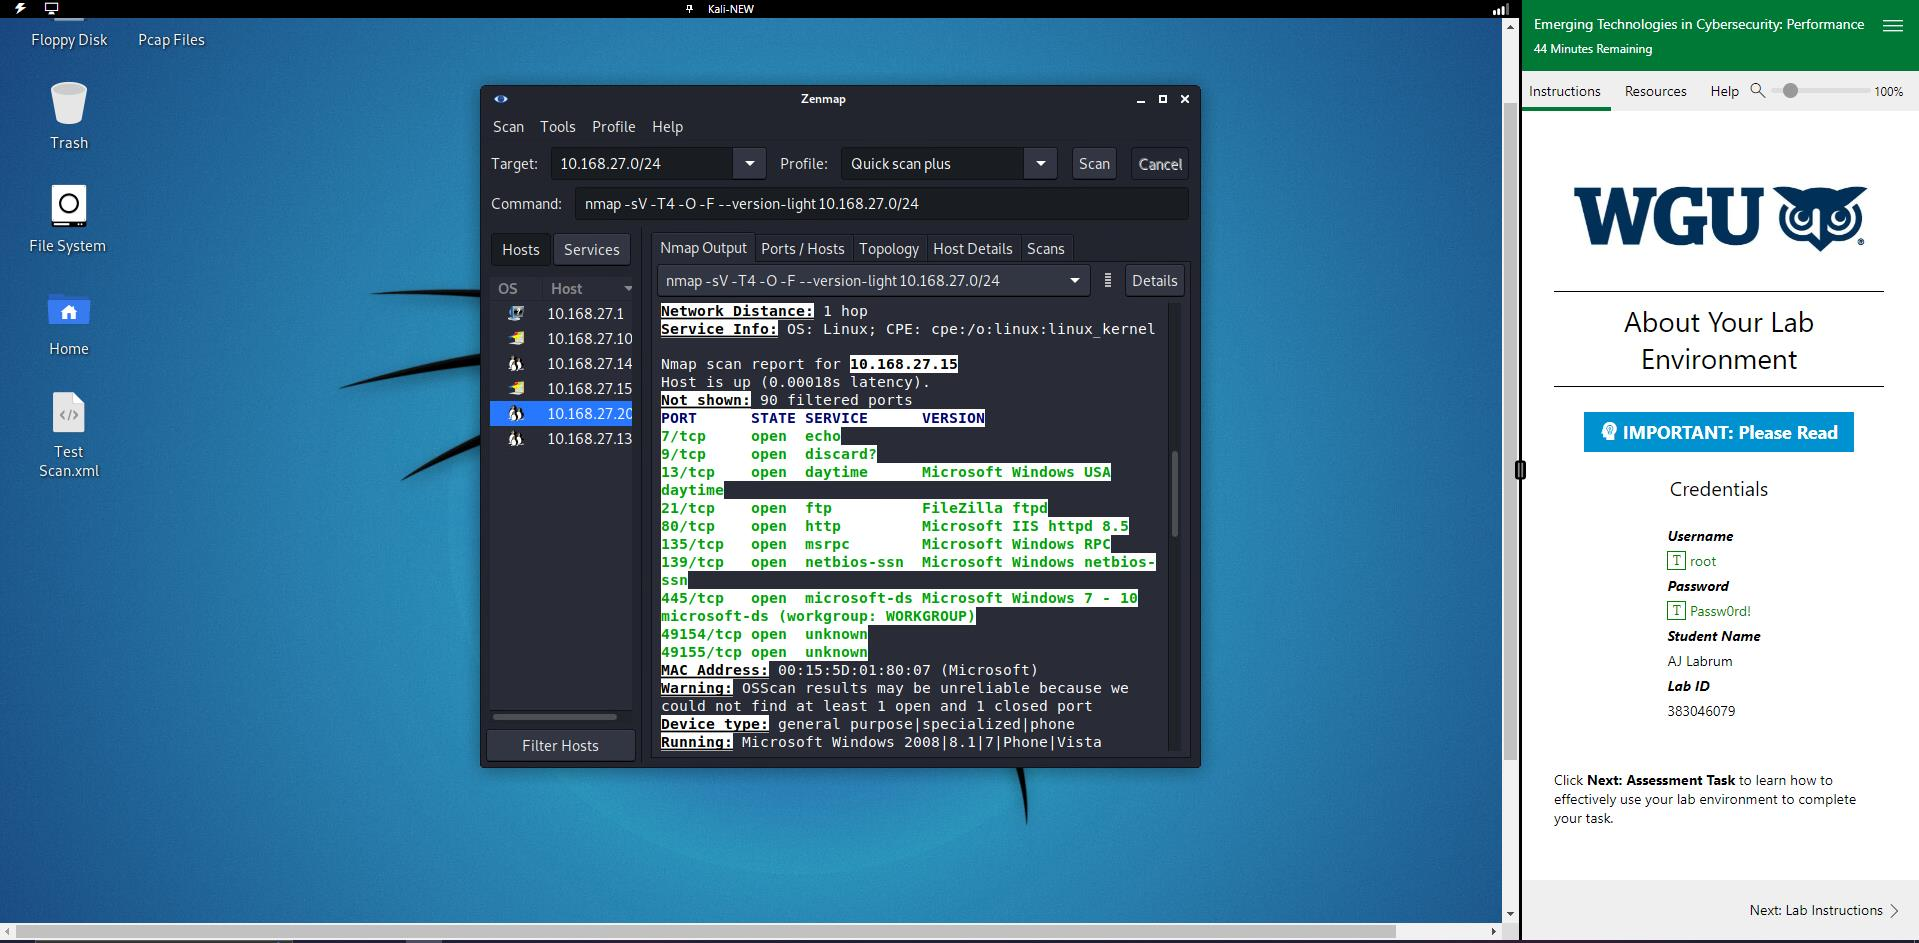 Kali-NEW
Floppy Disk
Pcap Files
Trash
File System
Home
Test
Scan.xml
Zenmap
Scan Tools Profile Help
Target: 10.168.27.0/24 Profile: Quick scan plus Scan Cancel
Command: nmap -sV -T4 -O -F --version-light 10.168.27.0/24
Hosts Services
OS Host
10.168.27.1
10.168.27.10
10.168.27.14
10.168.27.15
10.168.27.20
10.168.27.13
Filter Hosts
Nmap Output Ports / Hosts Topology Host Details Scans
nmap -sV -T4 -O -F --version-light 10.168.27.0/24 Details
Network Distance: 1 hop
Service Info: OS: Linux; CPE: cpe:/o:linux:linux_kernel
Nmap scan report for 10.168.27.15
Host is up (0.00018s latency).
Not shown: 90 filtered ports
PORT STATE SERVICE VERSION
7/tcp open echo
9/tcp open discard?
13/tcp open daytime Microsoft Windows USA
daytime
21/tcp open ftp FileZilla ftpd
80/tcp open http Microsoft IIS httpd 8.5
135/tcp open msrpc Microsoft Windows RPC
139/tcp open netbios-ssn Microsoft Windows netbios-
ssn
445/tcp open microsoft-ds Microsoft Windows 7 - 10
microsoft-ds (workgroup: WORKGROUP)
49154/tcp open unknown
49155/tcp open unknown
MAC Address: 00:15:5D:01:80:07 (Microsoft)
Warning: OSScan results may be unreliable because we
could not find at least 1 open and 1 closed port
Device type: general purpose|specialized|phone
Running: Microsoft Windows 2008|8.1|7|Phone|Vista
Emerging Technologies in Cybersecurity: Performance
44 Minutes Remaining
Instructions Resources Help 100%
WGU
About Your Lab
Environment
IMPORTANT: Please Read
Credentials
Username
T root
Password
T Passw0rd!
Student Name
AJ Labrum
Lab ID
383046079
Click Next: Assessment Task to learn how to
effectively use your lab environment to complete
your task.
Next: Lab Instructions